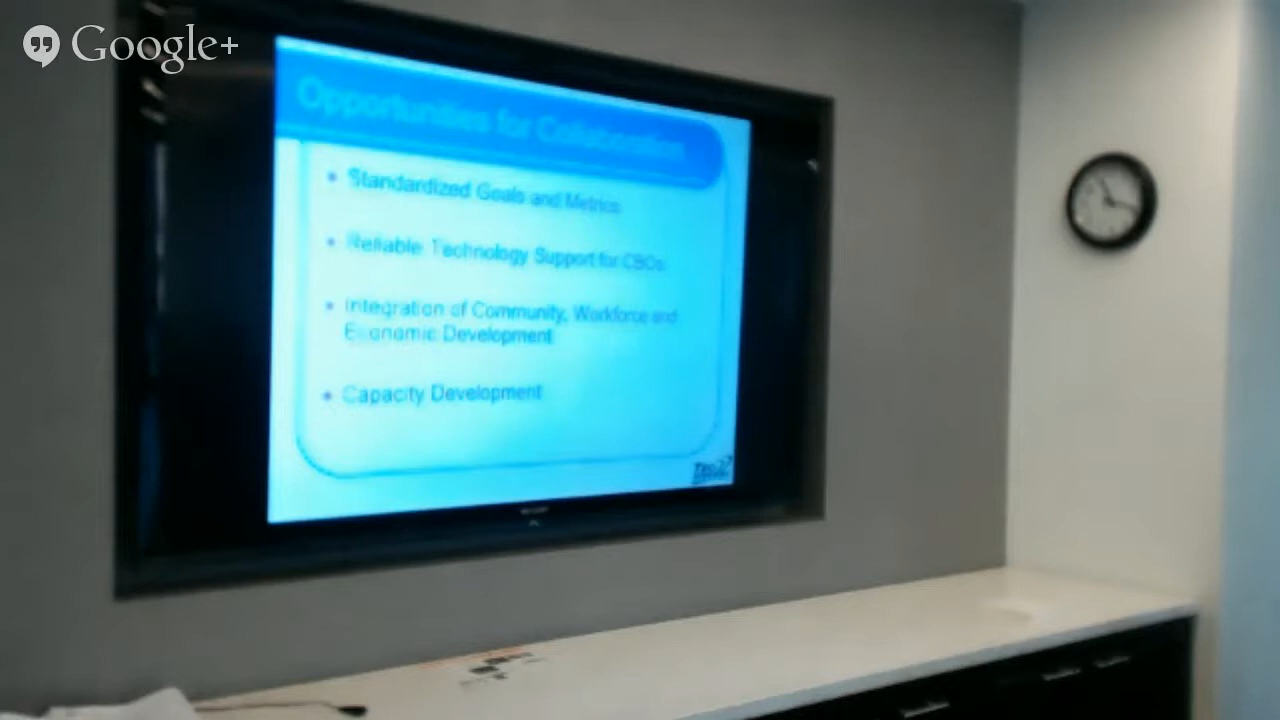 Google+
Opportunities for Collaboration
Standardized Goals and Metrics
Reliable Technology Support for CBOs
Integration of Community, Workforce and
Economic Development
Capacity Development